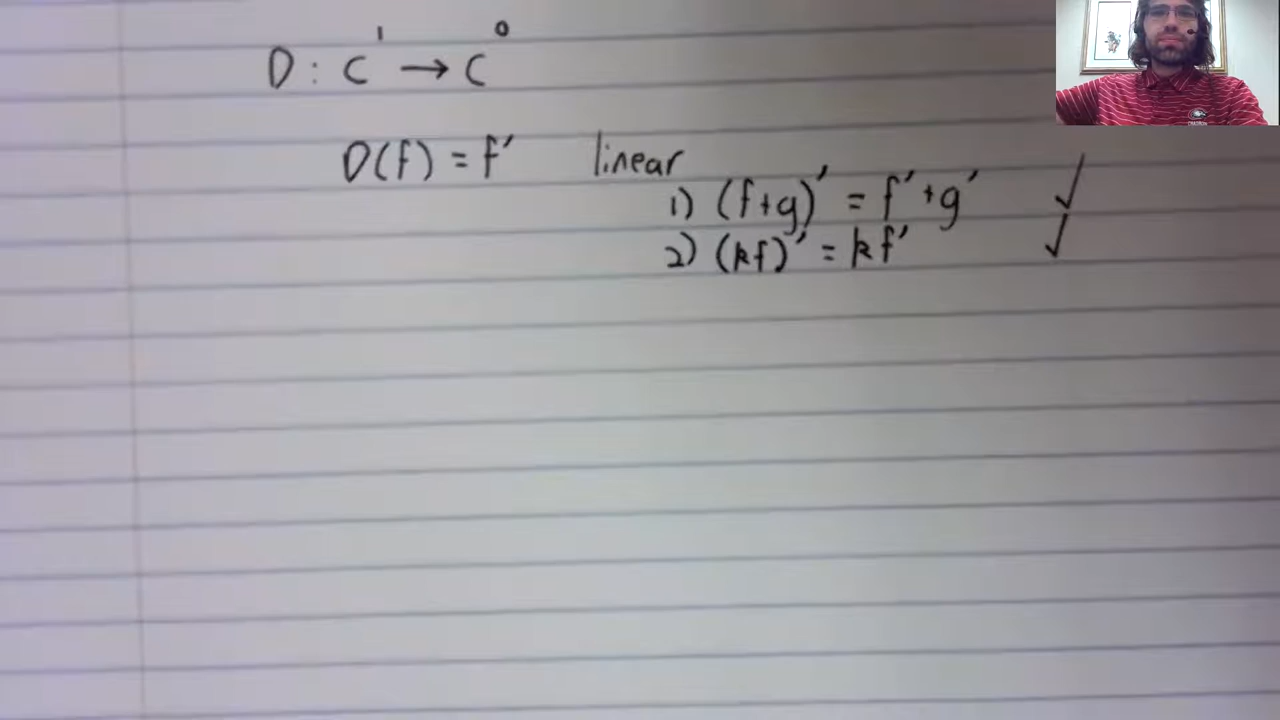 D : C¹ → C⁰
D(f) = f′ linear
1) (f+g)′ = f′+g′ ✓
2) (kf)′ = kf′ ✓